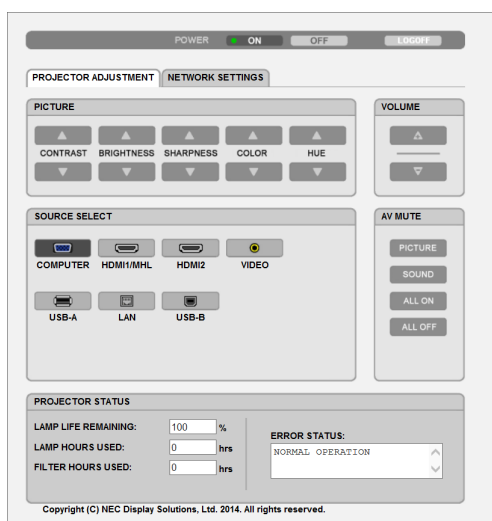 POWER ON OFF LOGOFF
PROJECTOR ADJUSTMENT NETWORK SETTINGS
PICTURE
CONTRAST BRIGHTNESS SHARPNESS COLOR HUE
VOLUME
SOURCE SELECT
COMPUTER HDMI1/MHL HDMI2 VIDEO
USB-A LAN USB-B
AV MUTE
PICTURE
SOUND
ALL ON
ALL OFF
PROJECTOR STATUS
LAMP LIFE REMAINING: 100 %
LAMP HOURS USED: 0 hrs
FILTER HOURS USED: 0 hrs
ERROR STATUS:
NORMAL OPERATION
Copyright (C) NEC Display Solutions, Ltd. 2014. All rights reserved.